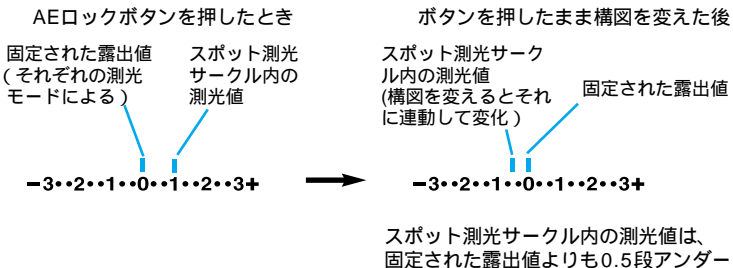 AEロックボタンを押したとき
固定された露出値
(それぞれの測光
モードによる)
スポット測光
サークル内の
測光値
−3••2••1••0••1••2••3+
ボタンを押したまま構図を変えた後
スポット測光サーク
ル内の測光値
(構図を変えるとそれ
に連動して変化)
固定された露出値
−3••2••1••0••1••2••3+
スポット測光サークル内の測光値は、
固定された露出値よりも0.5段アンダー